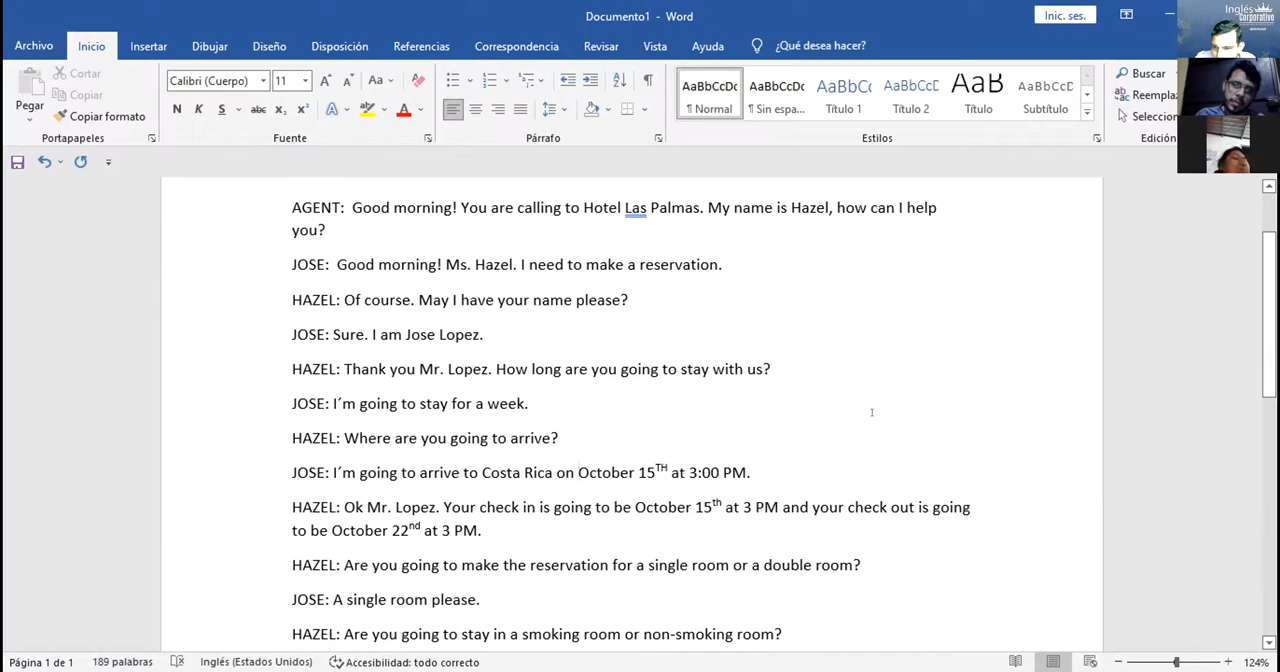 Documento1 - Word
Inic. ses.
Inglés
Corporativo
Archivo Inicio Insertar Dibujar Diseño Disposición Referencias Correspondencia Revisar Vista Ayuda ¿Qué desea hacer?
Pegar
Cortar
Copiar
Copiar formato
Portapapeles
Calibri (Cuerpo) 11
N K S abc x₂ x²
Fuente
Párrafo
AaBbCcDc AaBbCcDc AaBbCc AaBbCcD AaB AaBbCcD
¶ Normal ¶ Sin espa... Título 1 Título 2 Título Subtítulo
Estilos
Buscar
Reempla
Seleccion
Edición
AGENT: Good morning! You are calling to Hotel Las Palmas. My name is Hazel, how can I help
you?
JOSE: Good morning! Ms. Hazel. I need to make a reservation.
HAZEL: Of course. May I have your name please?
JOSE: Sure. I am Jose Lopez.
HAZEL: Thank you Mr. Lopez. How long are you going to stay with us?
JOSE: I´m going to stay for a week.
HAZEL: Where are you going to arrive?
JOSE: I´m going to arrive to Costa Rica on October 15TH at 3:00 PM.
HAZEL: Ok Mr. Lopez. Your check in is going to be October 15th at 3 PM and your check out is going
to be October 22nd at 3 PM.
HAZEL: Are you going to make the reservation for a single room or a double room?
JOSE: A single room please.
HAZEL: Are you going to stay in a smoking room or non-smoking room?
Página 1 de 1 189 palabras Inglés (Estados Unidos) Accesibilidad: todo correcto 124%